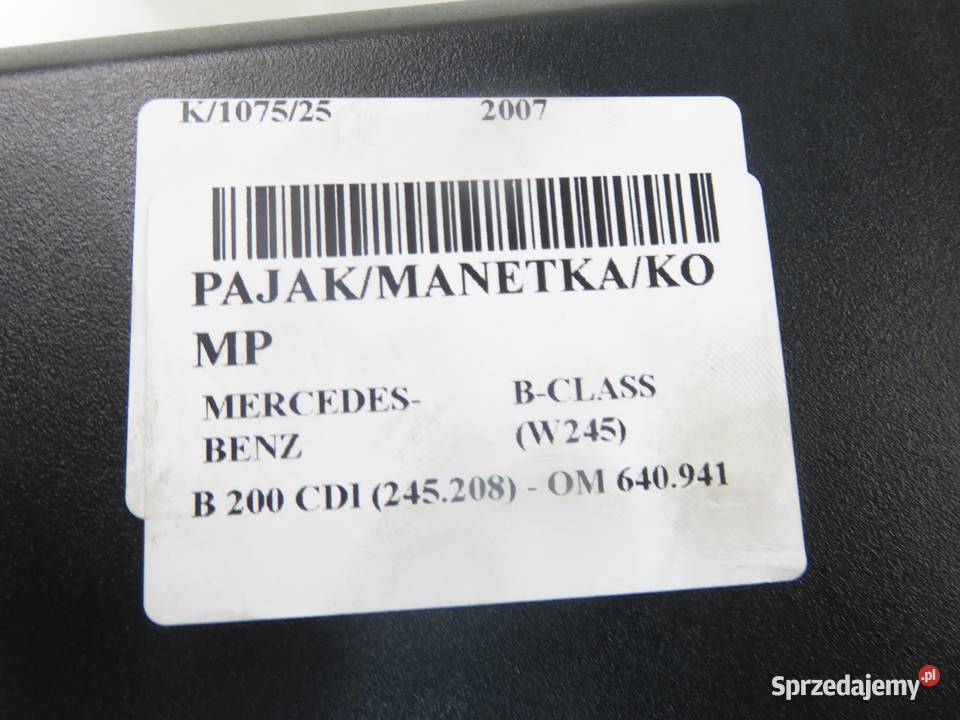 K/1075/25 2007
PAJAK/MANETKA/KO
MP
MERCEDES- B-CLASS
BENZ (W245)
B 200 CDI (245.208) - OM 640.941
Sprzedajemy.pl